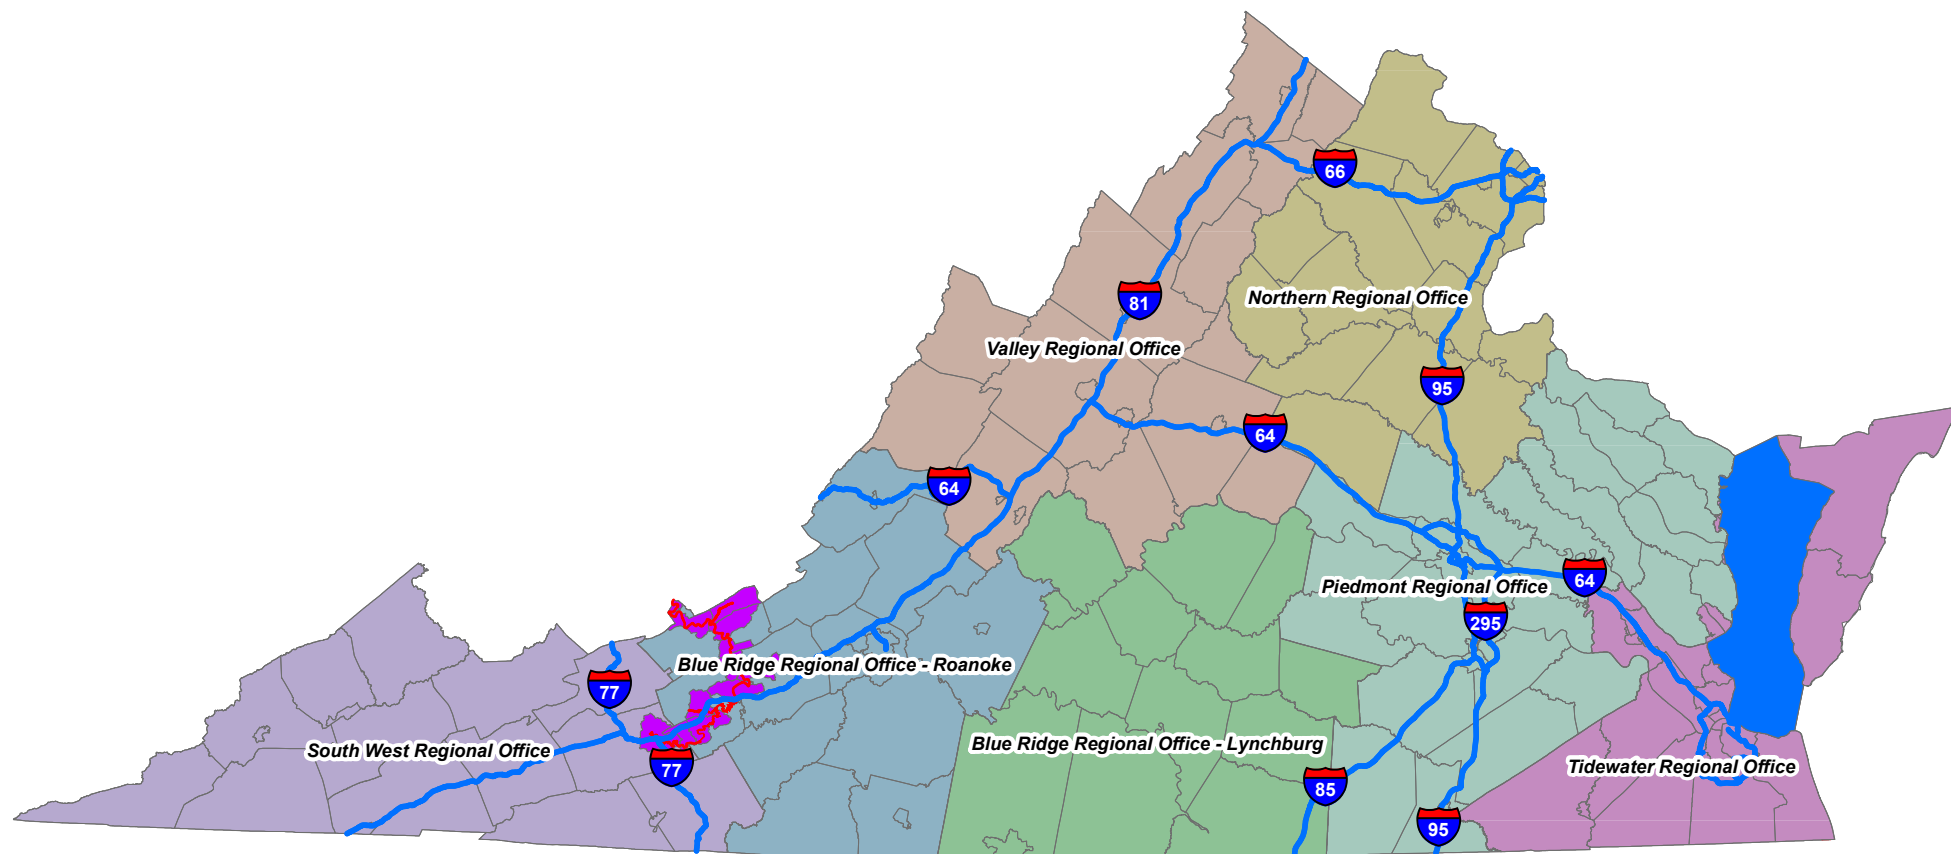 66
81
Northern Regional Office
Valley Regional Office
95
64
64
64
Piedmont Regional Office
295
Blue Ridge Regional Office - Roanoke
77
Blue Ridge Regional Office - Lynchburg
South West Regional Office
77
Tidewater Regional Office
85
95